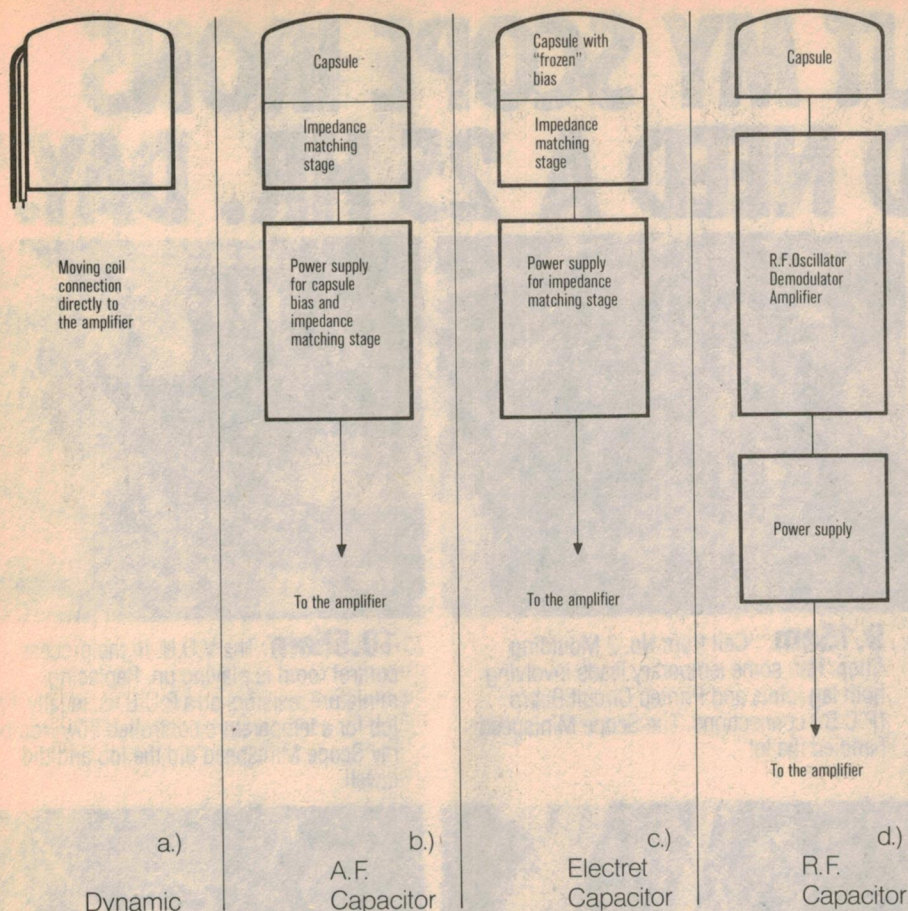 Moving coil
connection
directly to
the amplifier
a.)
Dynamic
Capsule
Impedance
matching
stage
Power supply
for capsule
bias and
impedance
matching stage
To the amplifier
b.)
A.F.
Capacitor
Capsule with
"frozen"
bias
Impedance
matching
stage
Power supply
for impedance
matching stage
To the amplifier
c.)
Electret
Capacitor
Capsule
R.F.Oscillator
Demodulator
Amplifier
Power supply
To the amplifier
d.)
R.F.
Capacitor